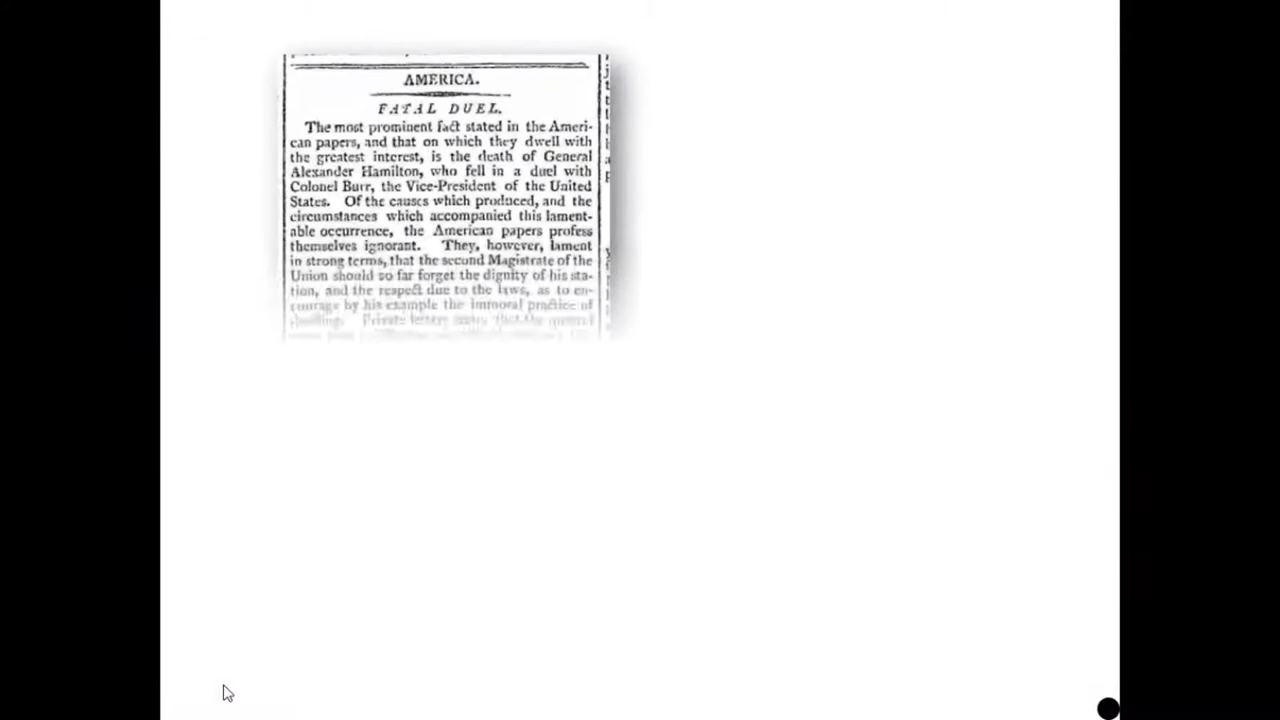 AMERICA.
FATAL DUEL.
The most prominent fact stated in the Ameri-
can papers, and that on which they dwell with
the greatest interest, is the death of General
Alexander Hamilton, who fell in a duel with
Colonel Burr, the Vice-President of the United
States. Of the causes which produced, and the
circumstances which accompanied this lament-
able occurrence, the American papers profess
themselves ignorant. They, however, lament
in strong terms, that the second Magistrate of the
Union should so far forget the dignity of his sta-
tion, and the respect due to the laws, as to en-
courage by his example the immoral practice of
duelling. Private letters that the